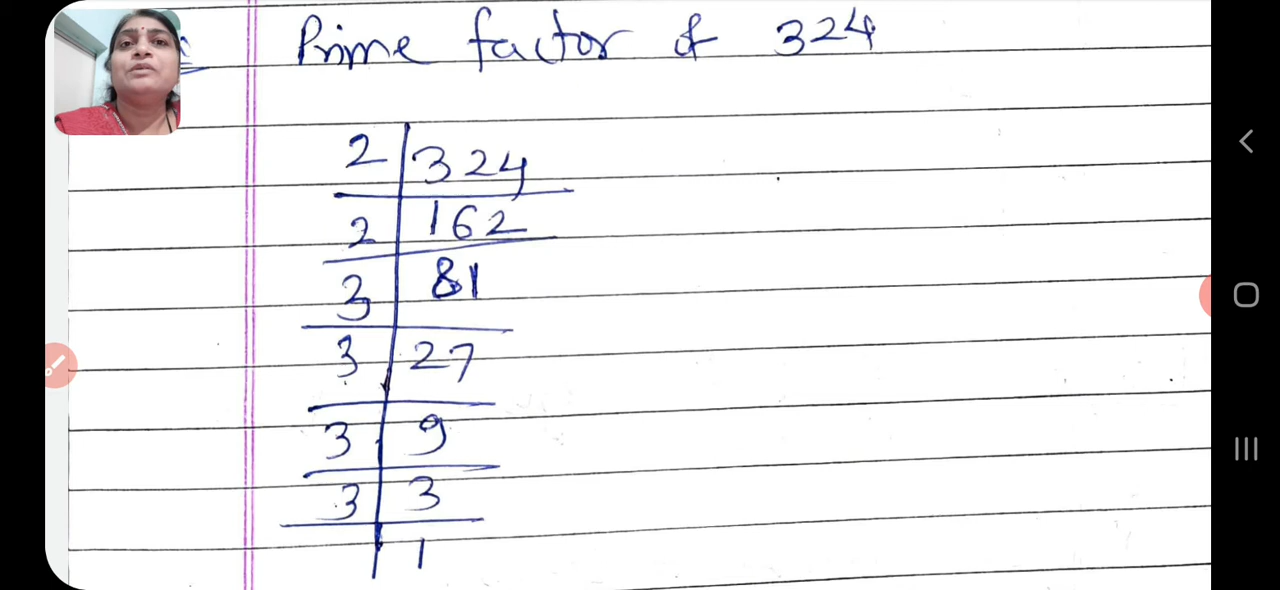 Prime factor of 324
2 | 324
2 | 162
3 | 81
3 | 27
3 | 9
3 | 3
| 1